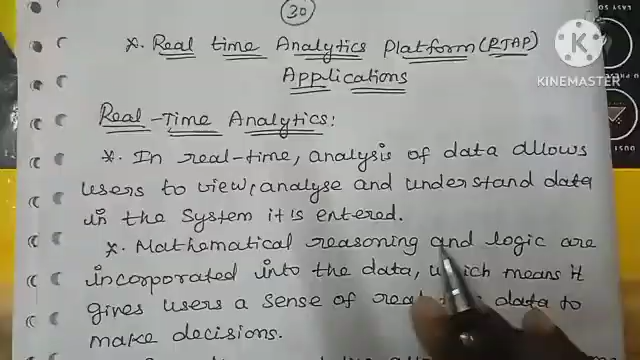 30
*. Real time Analytics Platform (RTAP)
Applications
Real-Time Analytics:
*. In real-time, analysis of data allows
users to view, analyse and understand data
in the System it is entered.
*. Mathematical reasoning and logic are
incorporated into the data, which means it
gives users a sense of data to
make decisions.
KINEMASTER